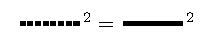 ² = ²